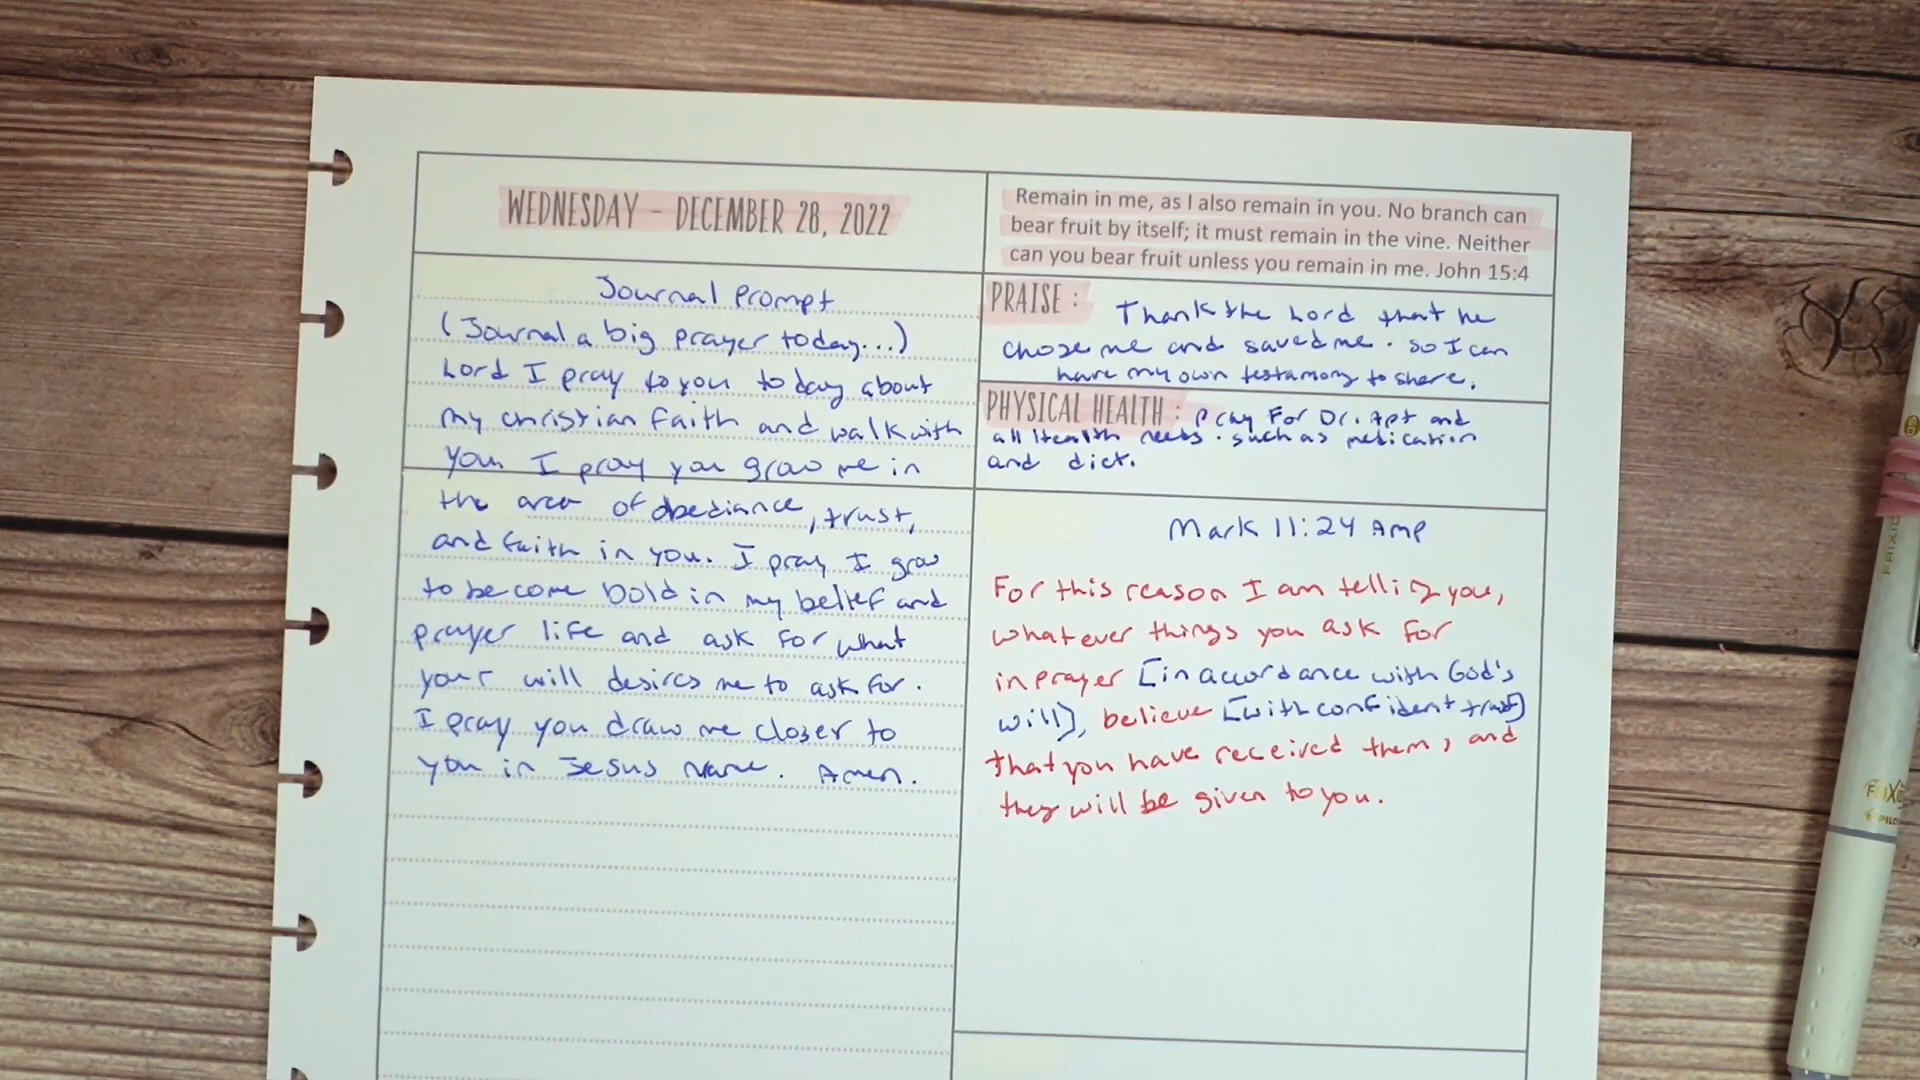 WEDNESDAY - DECEMBER 28, 2022
Journal Prompt
(Journal a big prayer today...)
Lord I pray to you today about
my christian faith and walk with
you. I pray you grow me in
the area of obediance, trust,
and faith in you. I pray I grow
to become bold in my belief and
prayer life and ask for what
your will desires me to ask for.
I pray you draw me closer to
you in Jesus Name. Amen.
Remain in me, as I also remain in you. No branch can
bear fruit by itself; it must remain in the vine. Neither
can you bear fruit unless you remain in me. John 15:4
PRAISE : Thank the Lord that he
chose me and saved me. so I can
have my own testamony to share.
PHYSICAL HEALTH : pray For Dr. Apt and
all Health needs. such as medication
and diet.
Mark 11:24 Amp
For this reason I am telling you,
whatever things you ask for
in prayer [in accordance with God's
will], believe [with confident trust]
that you have received them, and
they will be given to you.
FRIXION
PILOT